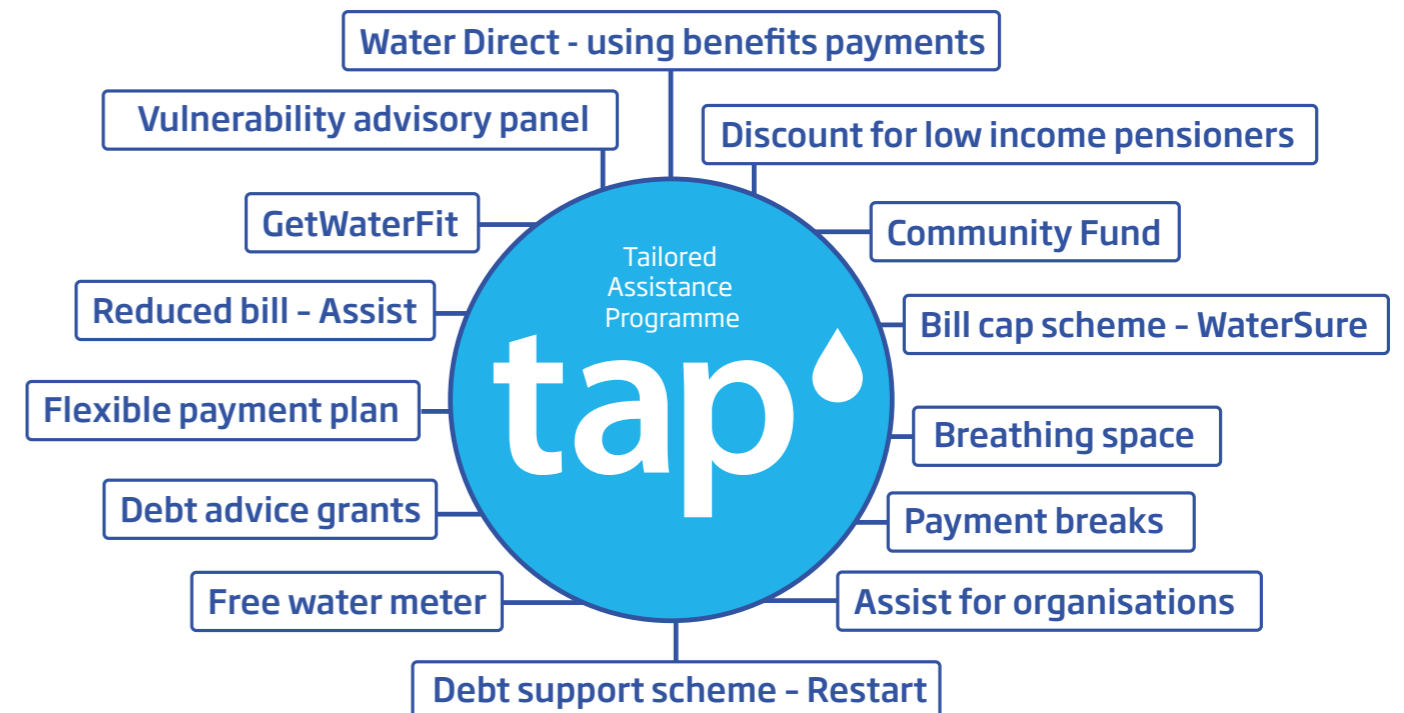 Water Direct - using benefits payments
Vulnerability advisory panel
Discount for low income pensioners
GetWaterFit
Community Fund
Tailored
Assistance
Programme
tap
Reduced bill – Assist
Bill cap scheme – WaterSure
Flexible payment plan
Breathing space
Debt advice grants
Payment breaks
Free water meter
Assist for organisations
Debt support scheme – Restart